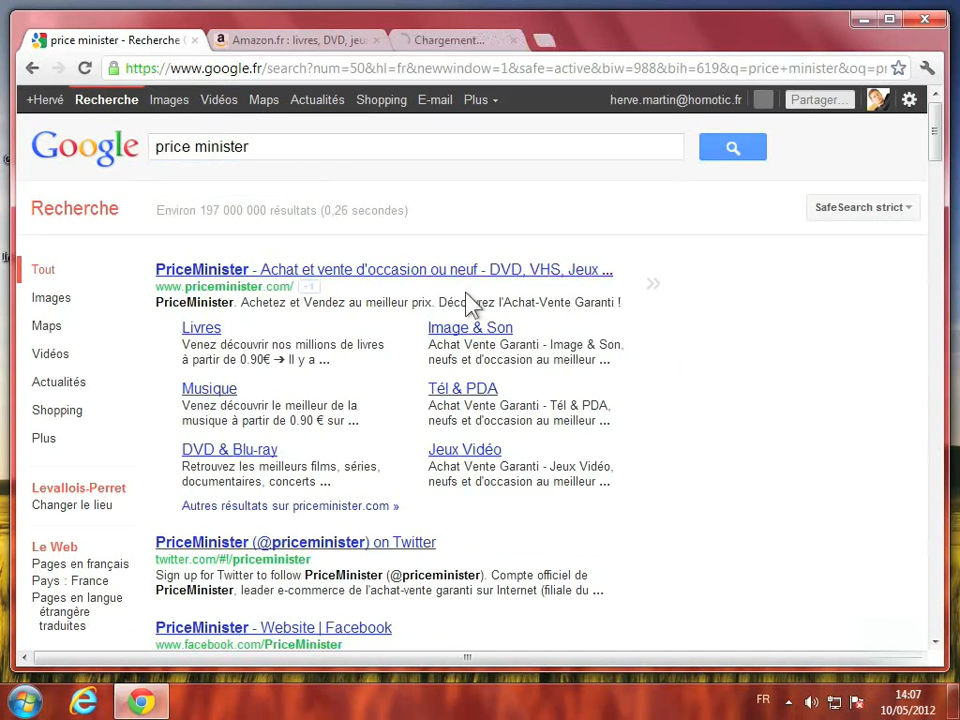 price minister - Recherche
Amazon.fr : livres, DVD, jeu
Chargement...
https://www.google.fr/search?num=50&hl=fr&newwindow=1&safe=active&biw=988&bih=619&q=price+minister&oq=p
+Hervé Recherche Images Vidéos Maps Actualités Shopping E-mail Plus herve.martin@homotic.fr Partager...
Google
price minister
Recherche
Environ 197 000 000 résultats (0,26 secondes)
SafeSearch strict
Tout
Images
Maps
Vidéos
Actualités
Shopping
Plus
Levallois-Perret
Changer le lieu
Le Web
Pages en français
Pays : France
Pages en langue
étrangère
traduites
PriceMinister - Achat et vente d'occasion ou neuf - DVD, VHS, Jeux ...
www.priceminister.com/ +1
PriceMinister. Achetez et Vendez au meilleur prix. l'Achat-Vente Garanti !
Livres
Venez découvrir nos millions de livres
à partir de 0.90€ ➔ Il y a ...
Image & Son
Achat Vente Garanti - Image & Son,
neufs et d'occasion au meilleur ...
Musique
Venez découvrir le meilleur de la
musique à partir de 0.90 € sur ...
Tél & PDA
Achat Vente Garanti - Tél & PDA,
neufs et d'occasion au meilleur ...
DVD & Blu-ray
Retrouvez les meilleurs films, séries,
documentaires, concerts ...
Jeux Vidéo
Achat Vente Garanti - Jeux Vidéo,
neufs et d'occasion au meilleur ...
Autres résultats sur priceminister.com »
PriceMinister (@priceminister) on Twitter
twitter.com/#!/priceminister
Sign up for Twitter to follow PriceMinister (@priceminister). Compte officiel de
PriceMinister, leader e-commerce de l'achat-vente garanti sur Internet (filiale du ...
PriceMinister - Website | Facebook
www.facebook.com/PriceMinister
FR
14:07
10/05/2012